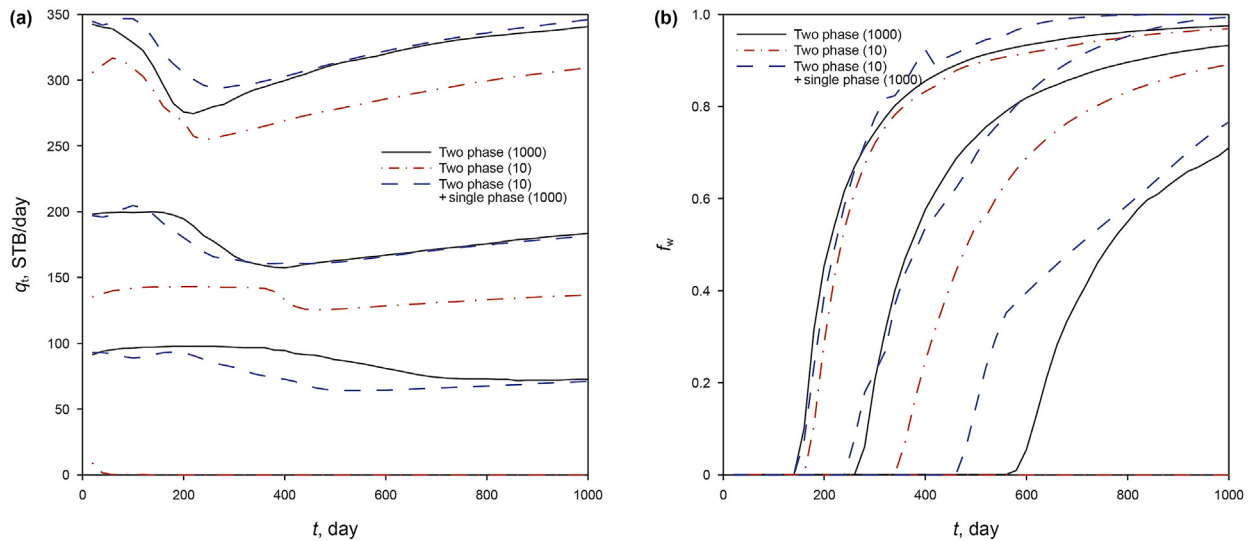 (a)
350
300
250
200
150
100
50
0
qt, STB/day
Two phase (1000)
Two phase (10)
Two phase (10)
+ single phase (1000)
0
200
400
600
800
1000
t, day
(b)
1.0
0.8
0.6
0.4
0.2
0
fw
Two phase (1000)
Two phase (10)
Two phase (10)
+ single phase (1000)
0
200
400
600
800
1000
t, day